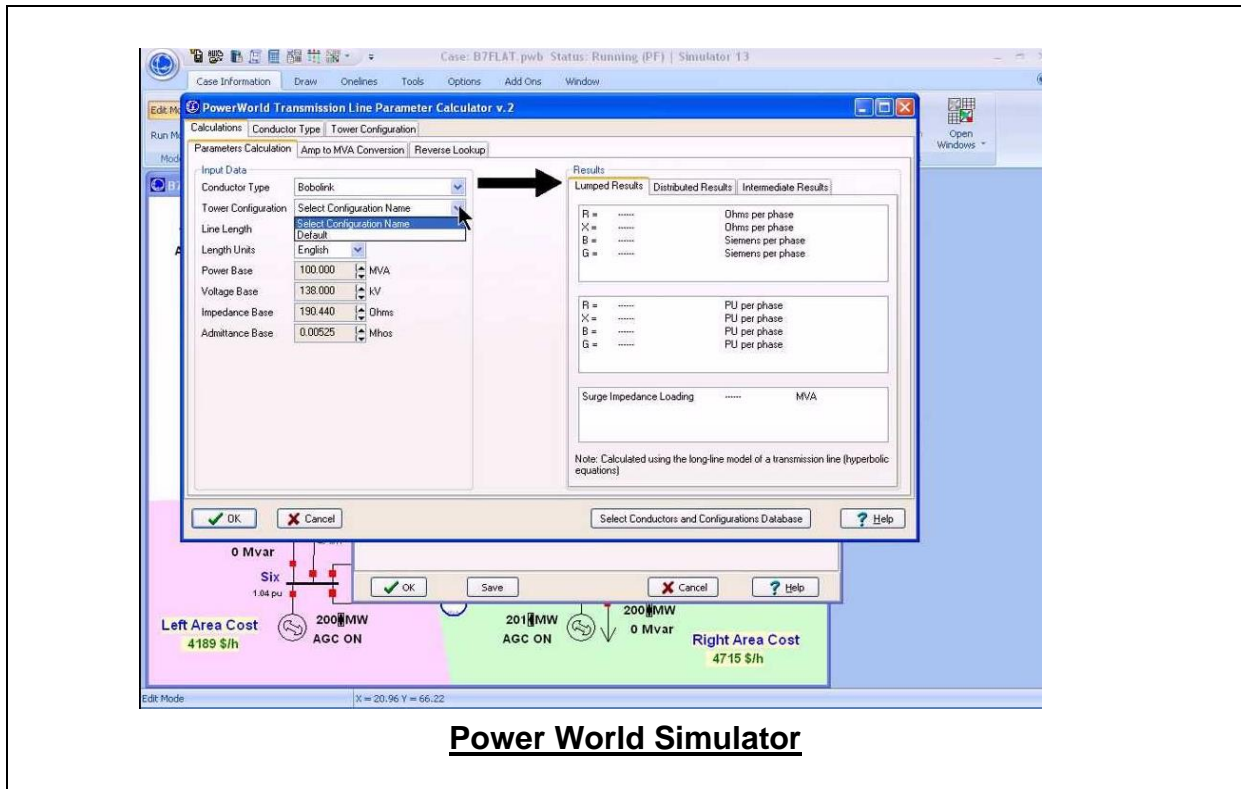 Case: B7FLAT.pwb Status: Running (PF) | Simulator 13
Case Information Draw Onelines Tools Options Add Ons Window
PowerWorld Transmission Line Parameter Calculator v.2
Edit Mo
Run Mo
Mod
Open
Windows
Calculations Conductor Type Tower Configuration
Parameters Calculation Amp to MVA Conversion Reverse Lookup
Input Data
Conductor Type Bobolink
Tower Configuration Select Configuration Name
Select Configuration Name
Default
Line Length
Length Units English
Power Base 100.000 MVA
Voltage Base 138.000 kV
Impedance Base 190.440 Ohms
Admittance Base 0.00525 Mhos
Results
Lumped Results Distributed Results Intermediate Results
R = ------ Ohms per phase
X = ------ Ohms per phase
B = ------ Siemens per phase
G = ------ Siemens per phase
R = ------ PU per phase
X = ------ PU per phase
B = ------ PU per phase
G = ------ PU per phase
Surge Impedance Loading ------ MVA
Note: Calculated using the long-line model of a transmission line (hyperbolic
equations)
OK Cancel Select Conductors and Configurations Database ? Help
OK Save Cancel ? Help
0 Mvar
Six
1.04 pu
200 MW
AGC ON
Left Area Cost
4189 $/h
201 MW
AGC ON
200 MW
0 Mvar
Right Area Cost
4715 $/h
Edit Mode X = 20.96 Y = 66.22
Power World Simulator